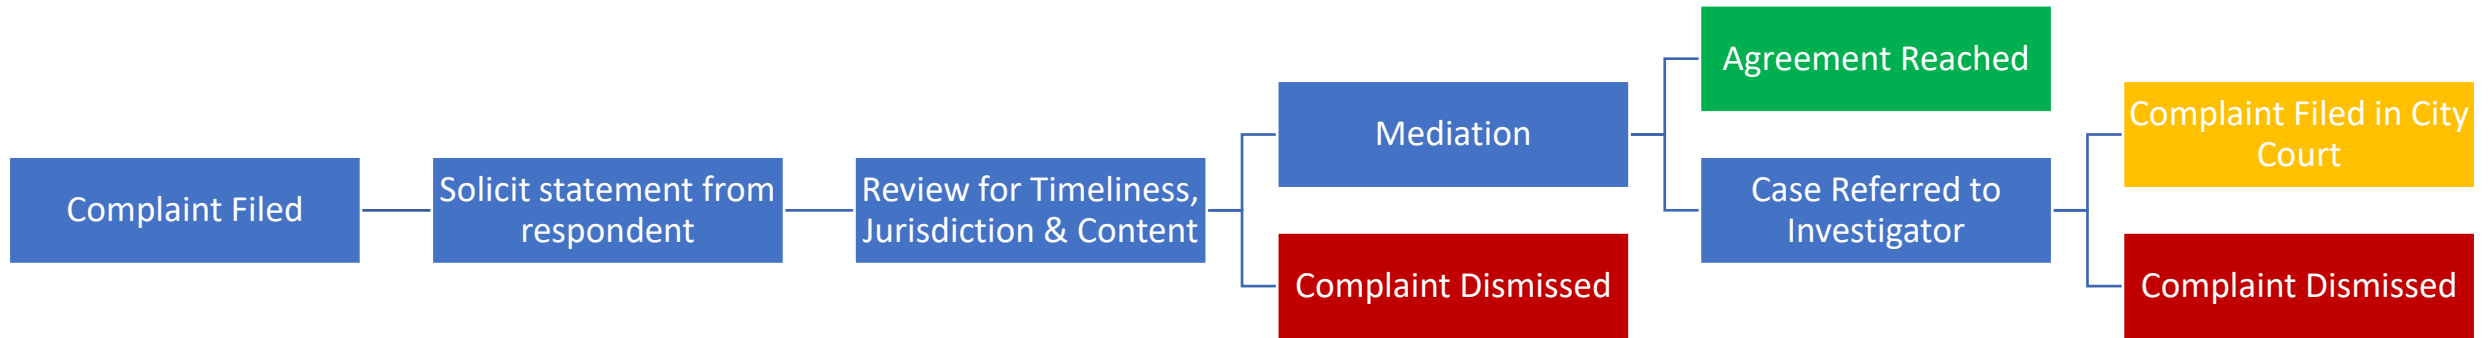 Complaint Filed
Solicit statement from
respondent
Review for Timeliness,
Jurisdiction & Content
Mediation
Complaint Dismissed
Agreement Reached
Case Referred to
Investigator
Complaint Filed in City
Court
Complaint Dismissed